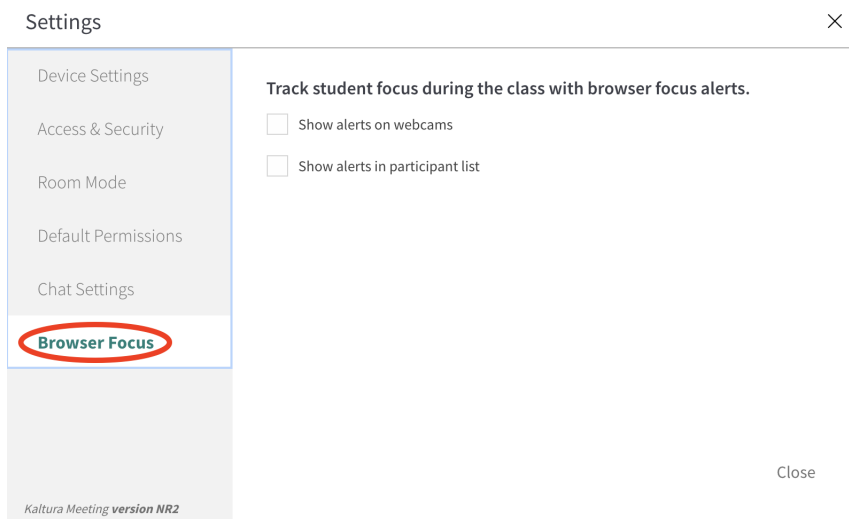 Settings
Device Settings
Access & Security
Room Mode
Default Permissions
Chat Settings
Browser Focus
Kaltura Meeting version NR2
Track student focus during the class with browser focus alerts.
Show alerts on webcams
Show alerts in participant list
Close